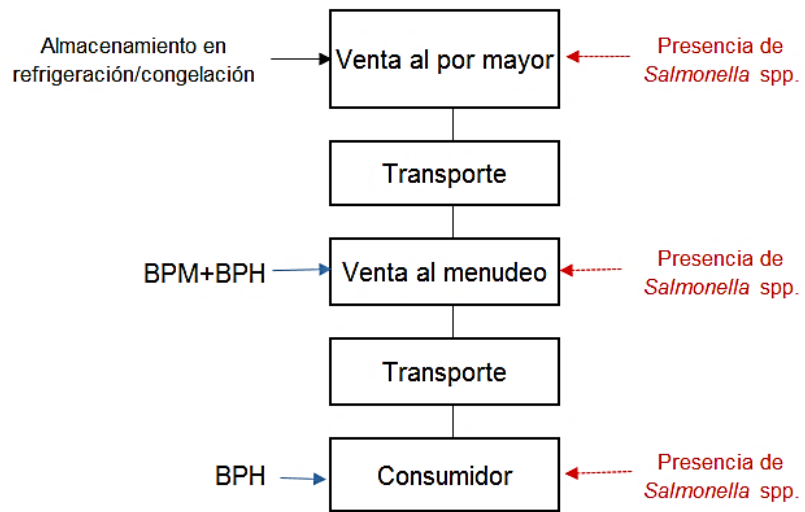 Almacenamiento en
refrigeración/congelación
Venta al por mayor
Presencia de
Salmonella spp.
Transporte
BPM+BPH
Venta al menudeo
Presencia de
Salmonella spp.
Transporte
BPH
Consumidor
Presencia de
Salmonella spp.